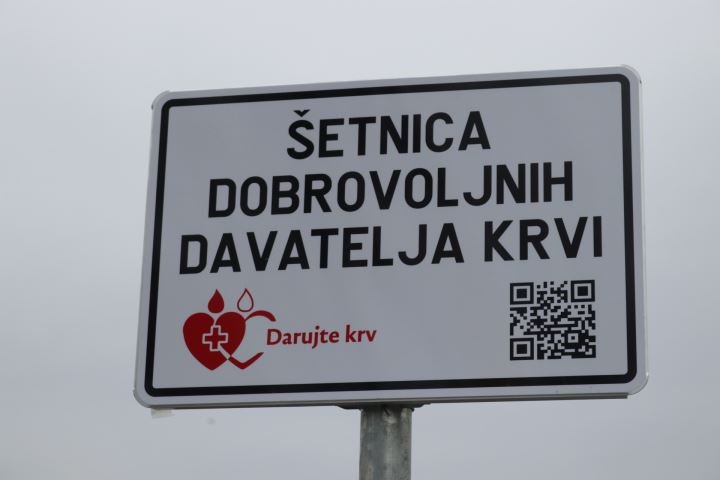 ŠETNICA
DOBROVOLJNIH
DAVATELJA KRVI
Darujte krv